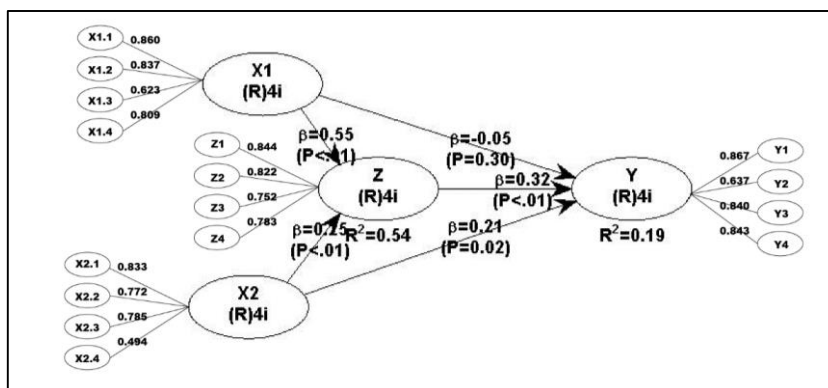 X1.1 0.860
X1.2 0.837
X1.3 0.623
X1.4 0.809
X1
(R)4i
β=0.55
(P<.01)
β=-0.05
(P=0.30)
Z1 0.844
Z2 0.822
Z3 0.752
Z4 0.783
Z
(R)4i
R²=0.54
β=0.32
(P<.01)
Y
(R)4i
R²=0.19
0.867 Y1
0.637 Y2
0.840 Y3
0.843 Y4
(P<.01)
β=0.21
(P=0.02)
X2.1 0.833
X2.2 0.772
X2.3 0.785
X2.4 0.494
X2
(R)4i